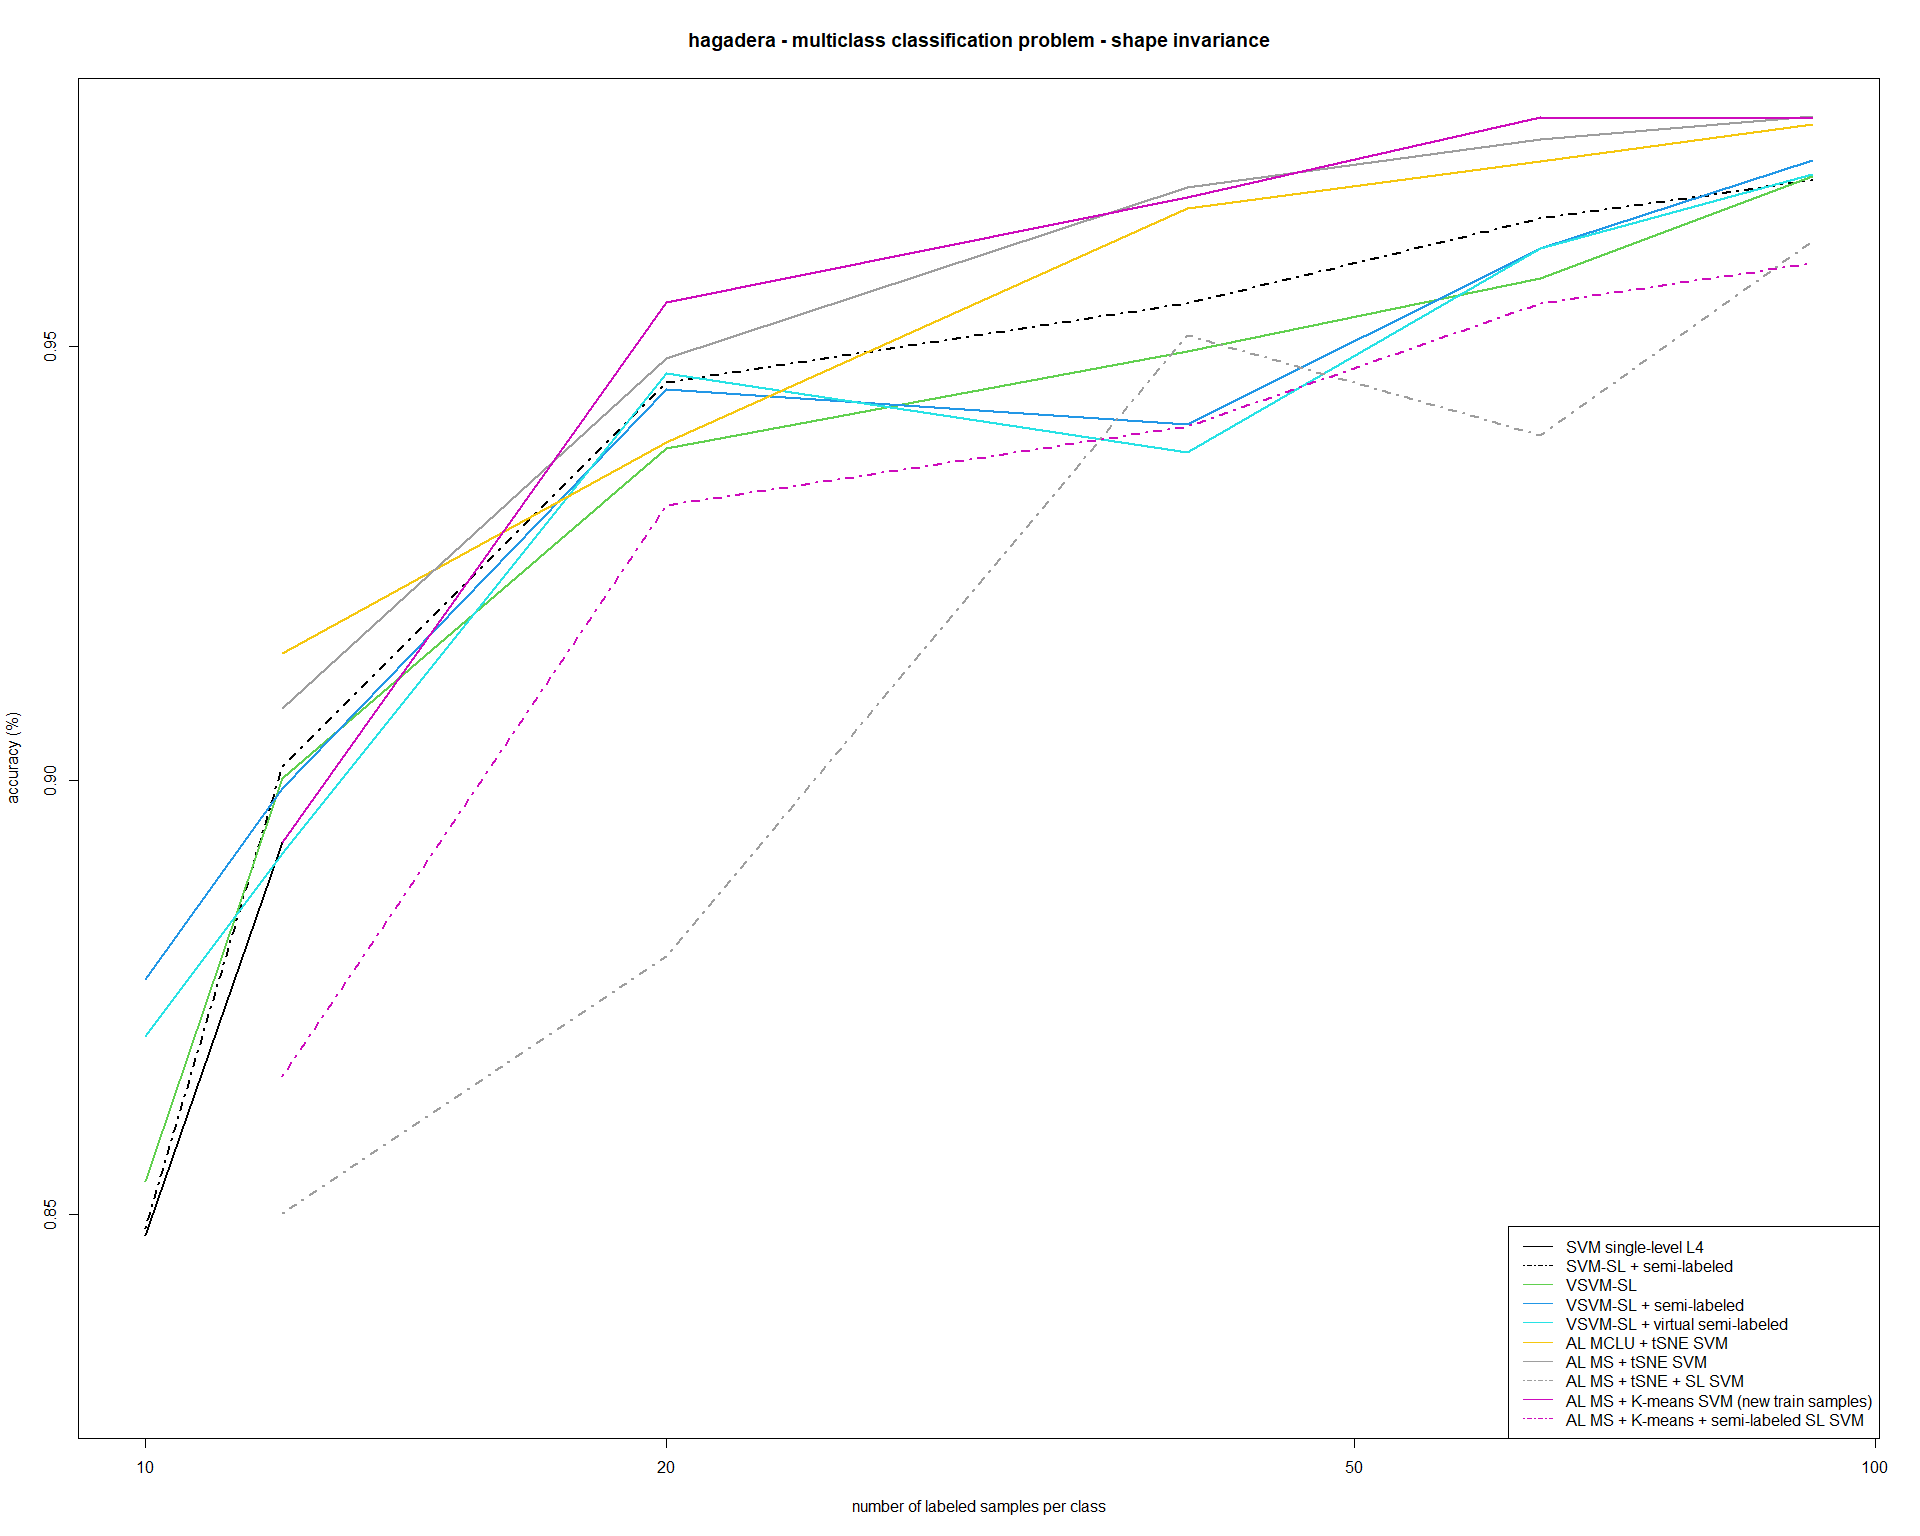 hagadera - multiclass classification problem - shape invariance
0.95
0.90
0.85
accuracy (%)
SVM single-level L4
SVM-SL + semi-labeled
VSVM-SL
VSVM-SL + semi-labeled
VSVM-SL + virtual semi-labeled
AL MCLU + tSNE SVM
AL MS + tSNE SVM
AL MS + tSNE + SL SVM
AL MS + K-means SVM (new train samples)
AL MS + K-means + semi-labeled SL SVM
10
20
50
100
number of labeled samples per class